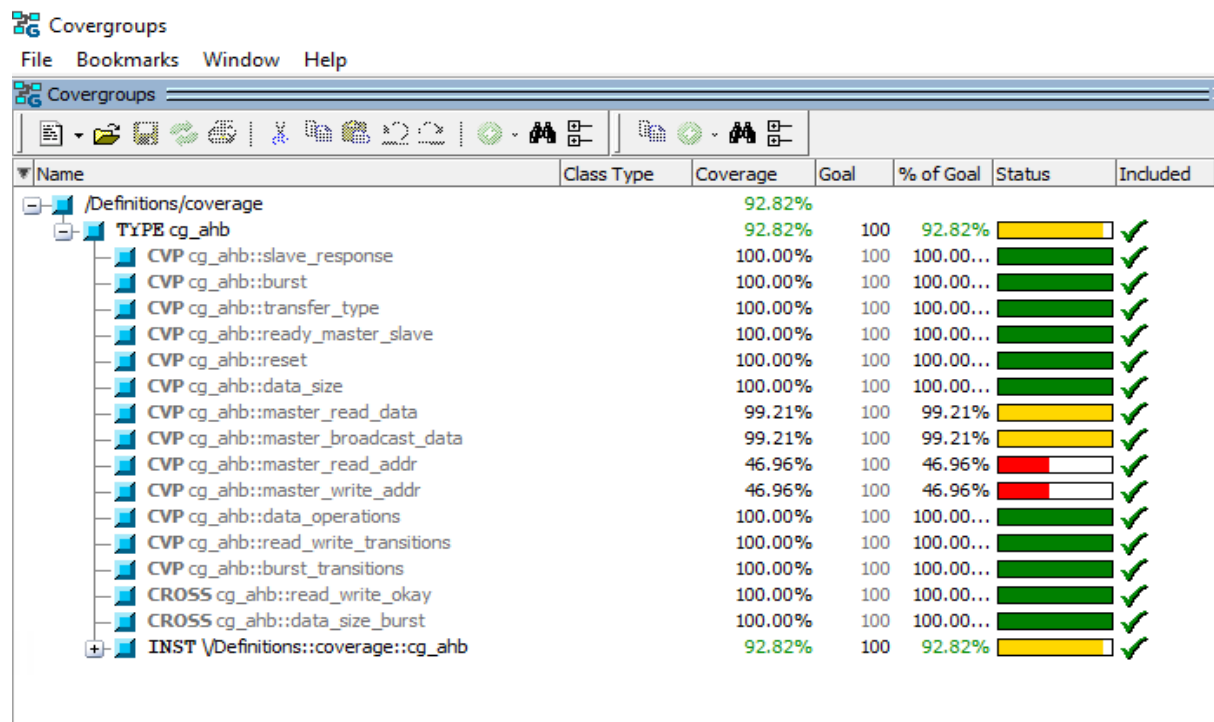 Covergroups
File Bookmarks Window Help
Covergroups
Name Class Type Coverage Goal % of Goal Status Included
/Definitions/coverage 92.82%
TYPE cg_ahb 92.82% 100 92.82%
CVP cg_ahb::slave_response 100.00% 100 100.00...
CVP cg_ahb::burst 100.00% 100 100.00...
CVP cg_ahb::transfer_type 100.00% 100 100.00...
CVP cg_ahb::ready_master_slave 100.00% 100 100.00...
CVP cg_ahb::reset 100.00% 100 100.00...
CVP cg_ahb::data_size 100.00% 100 100.00...
CVP cg_ahb::master_read_data 99.21% 100 99.21%
CVP cg_ahb::master_broadcast_data 99.21% 100 99.21%
CVP cg_ahb::master_read_addr 46.96% 100 46.96%
CVP cg_ahb::master_write_addr 46.96% 100 46.96%
CVP cg_ahb::data_operations 100.00% 100 100.00...
CVP cg_ahb::read_write_transitions 100.00% 100 100.00...
CVP cg_ahb::burst_transitions 100.00% 100 100.00...
CROSS cg_ahb::read_write_okay 100.00% 100 100.00...
CROSS cg_ahb::data_size_burst 100.00% 100 100.00...
INST \/Definitions::coverage::cg_ahb 92.82% 100 92.82%